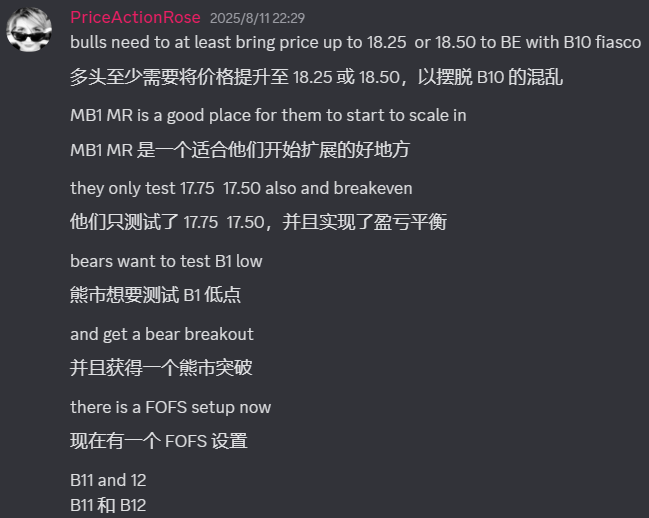 PriceActionRose 2025/8/11 22:29
bulls need to at least bring price up to 18.25 or 18.50 to BE with B10 fiasco
多头至少需要将价格提升至 18.25 或 18.50，以摆脱 B10 的混乱
MB1 MR is a good place for them to start to scale in
MB1 MR 是一个适合他们开始扩展的好地方
they only test 17.75 17.50 also and breakeven
他们只测试了 17.75 17.50，并且实现了盈亏平衡
bears want to test B1 low
熊市想要测试 B1 低点
and get a bear breakout
并且获得一个熊市突破
there is a FOFS setup now
现在有一个 FOFS 设置
B11 and 12
B11 和 B12